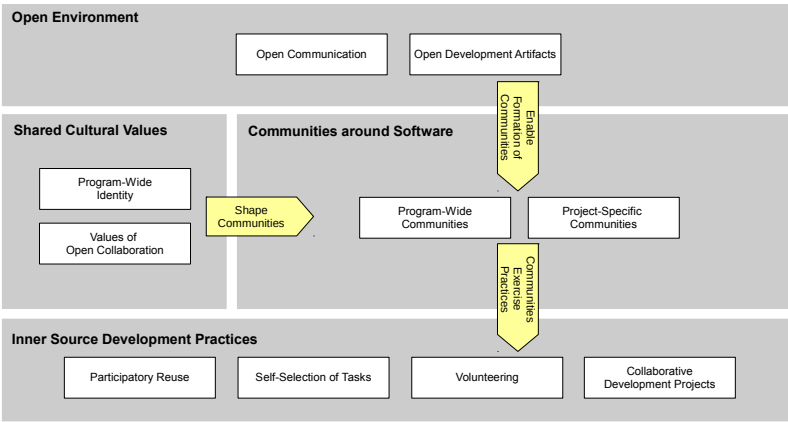 Open Environment
Open Communication
Open Development Artifacts
Enable
Formation of
Communities
Shared Cultural Values
Communities around Software
Program-Wide
Identity
Values of
Open Collaboration
Shape
Communities
Program-Wide
Communities
Project-Specific
Communities
Communities
Exercise
Practices
Inner Source Development Practices
Participatory Reuse
Self-Selection of Tasks
Volunteering
Collaborative
Development Projects